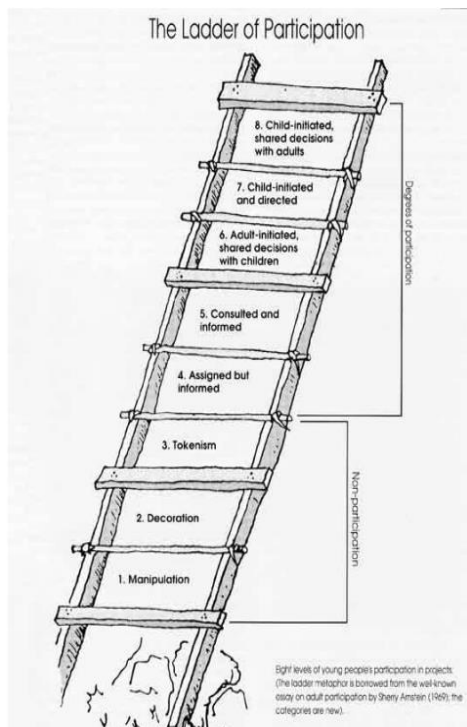 The Ladder of Participation
8. Child-initiated,
shared decisions
with adults
7. Child-initiated
and directed
6. Adult-initiated,
shared decisions
with children
5. Consulted and
informed
4. Assigned but
informed
3. Tokenism
2. Decoration
1. Manipulation
Degrees of participation
Non-participation
Eight levels of young people's participation in projects.
(The ladder metaphor is borrowed from the well-known
essay on adult participation by Sherry Arnstein (1969); the
categories are new).